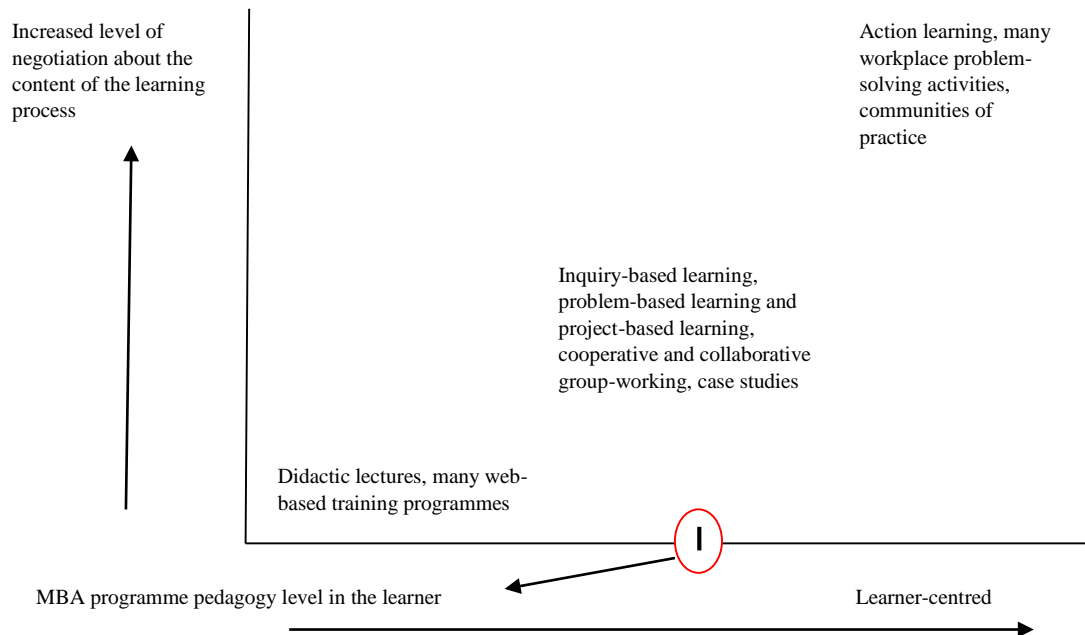 Increased level of
negotiation about the
content of the learning
process
Action learning, many
workplace problem-
solving activities,
communities of
practice
Inquiry-based learning,
problem-based learning and
project-based learning,
cooperative and collaborative
group-working, case studies
Didactic lectures, many web-
based training programmes
I
MBA programme pedagogy level in the learner
Learner-centred